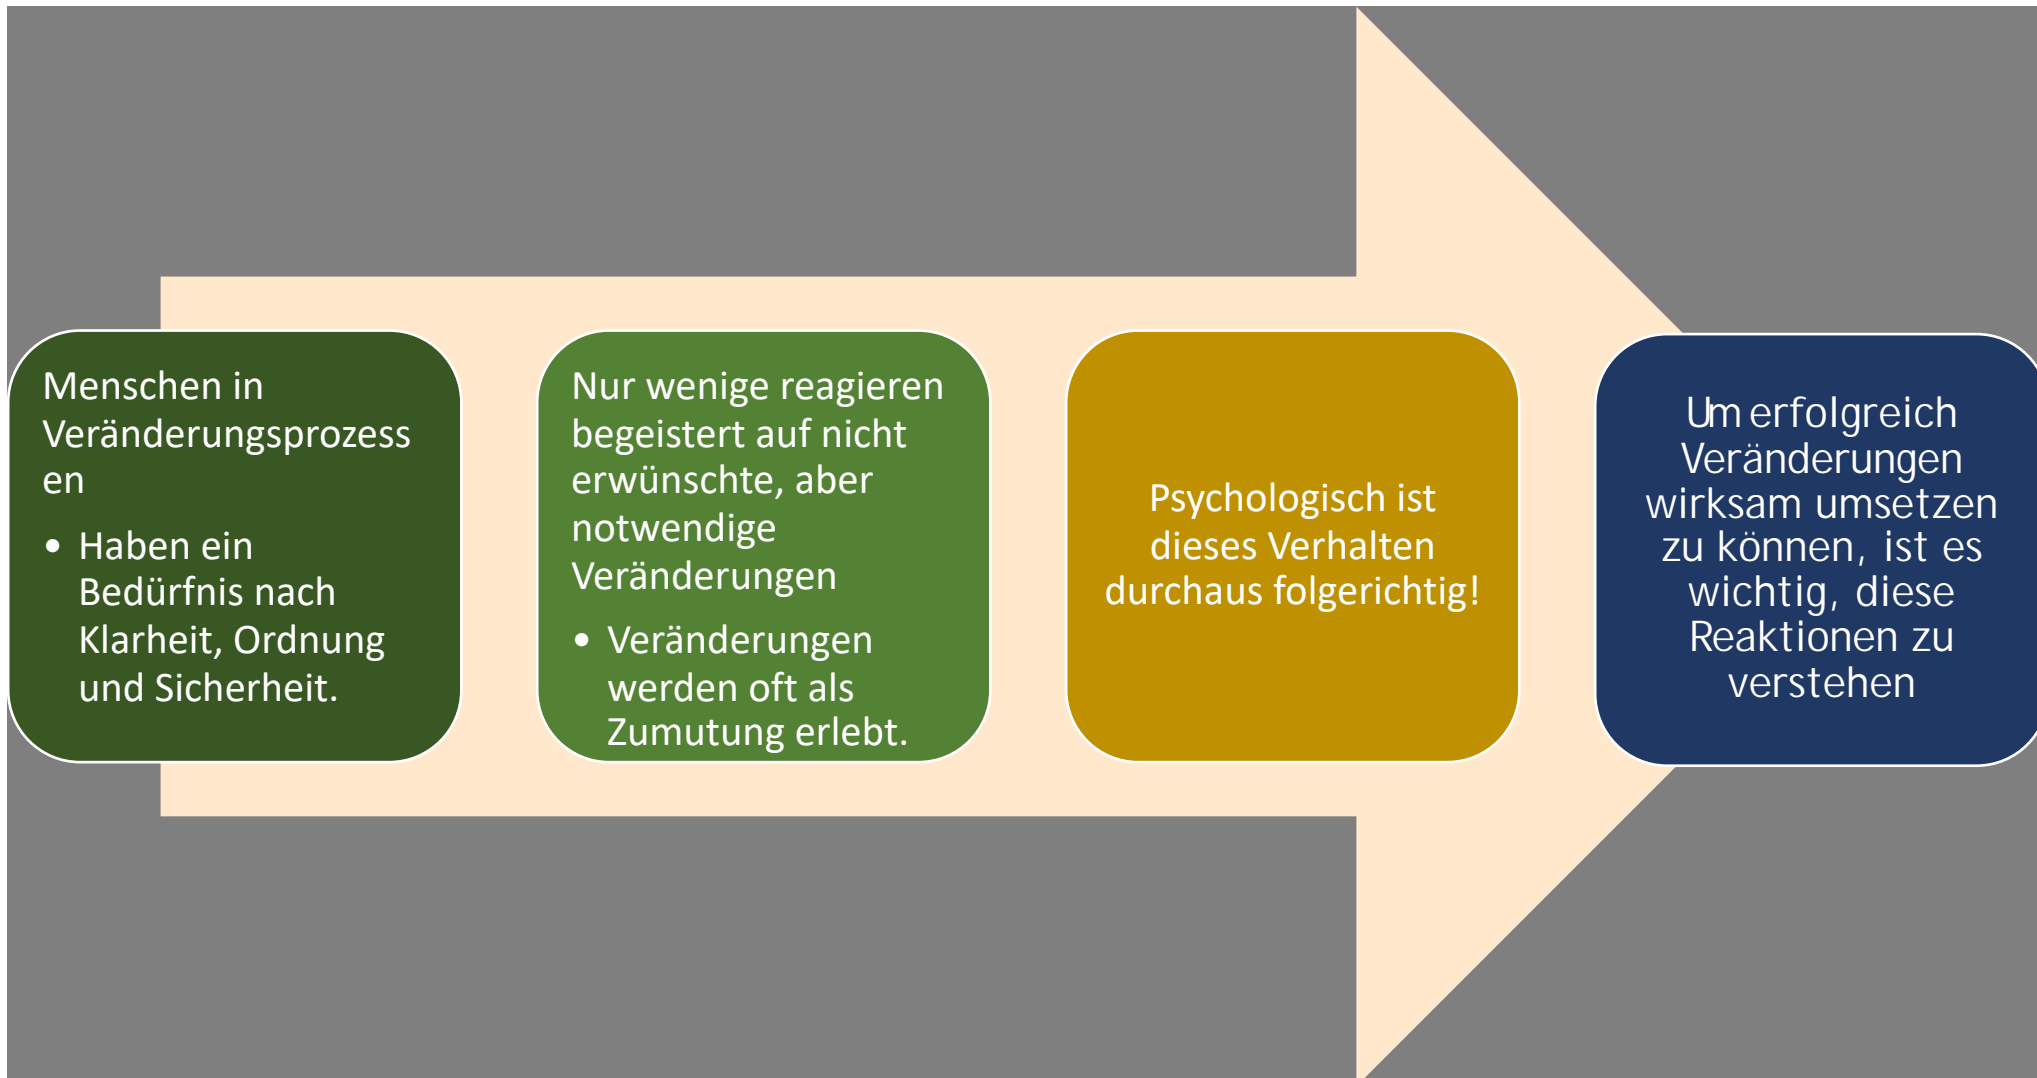 Menschen in
Veränderungsprozess
en
• Haben ein
Bedürfnis nach
Klarheit, Ordnung
und Sicherheit.
Nur wenige reagieren
begeistert auf nicht
erwünschte, aber
notwendige
Veränderungen
• Veränderungen
werden oft als
Zumutung erlebt.
Psychologisch ist
dieses Verhalten
durchaus folgerichtig!
Um erfolgreich
Veränderungen
wirksam umsetzen
zu können, ist es
wichtig, diese
Reaktionen zu
verstehen